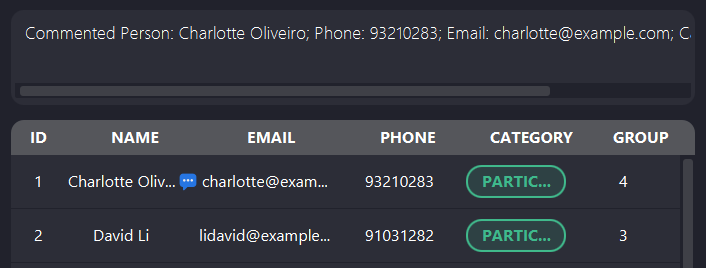 Commented Person: Charlotte Oliveiro; Phone: 93210283; Email: charlotte@example.com; C
ID NAME EMAIL PHONE CATEGORY GROUP
1 Charlotte Oliv... charlotte@exam... 93210283 PARTIC... 4
2 David Li lidavid@example... 91031282 PARTIC... 3